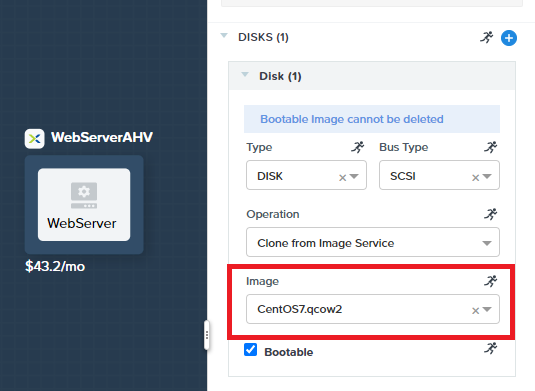 DISKS (1)
Disk (1)
Bootable Image cannot be deleted
Type
Bus Type
DISK
SCSI
Operation
Clone from Image Service
Image
CentOS7.qcow2
Bootable
WebServerAHV
WebServer
$43.2/mo